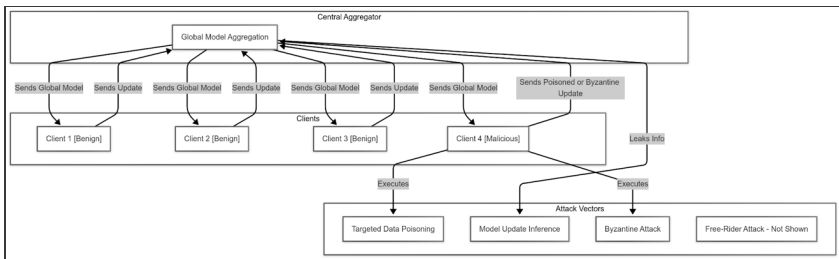 Central Aggregator
Global Model Aggregation
Sends Global Model
Sends Update
Sends Global Model
Sends Update
Sends Global Model
Sends Update
Sends Global Model
Sends Poisoned or Byzantine
Update
Clients
Client 1 [Benign]
Client 2 [Benign]
Client 3 [Benign]
Client 4 [Malicious]
Leaks Info
Executes
Executes
Attack Vectors
Targeted Data Poisoning
Model Update Inference
Byzantine Attack
Free-Rider Attack - Not Shown